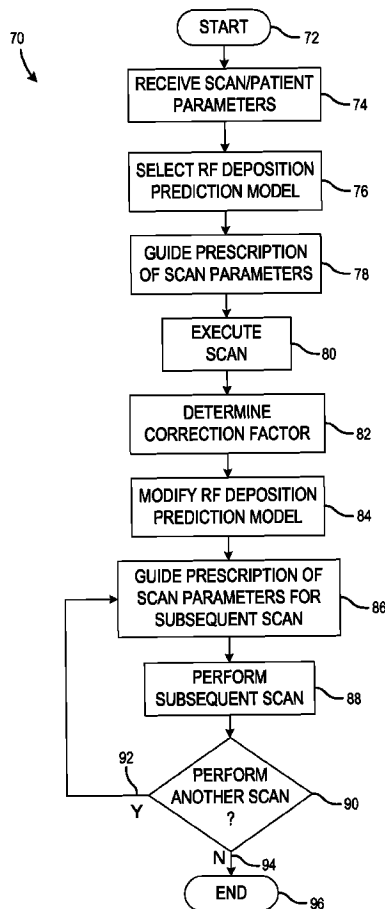 70
START
72
RECEIVE SCAN/PATIENT
PARAMETERS
74
SELECT RF DEPOSITION
PREDICTION MODEL
76
GUIDE PRESCRIPTION
OF SCAN PARAMETERS
78
EXECUTE
SCAN
80
DETERMINE
CORRECTION FACTOR
82
MODIFY RF DEPOSITION
PREDICTION MODEL
84
GUIDE PRESCRIPTION OF
SCAN PARAMETERS FOR
SUBSEQUENT SCAN
86
PERFORM
SUBSEQUENT SCAN
88
92
Y
PERFORM
ANOTHER SCAN
?
90
N
94
END
96